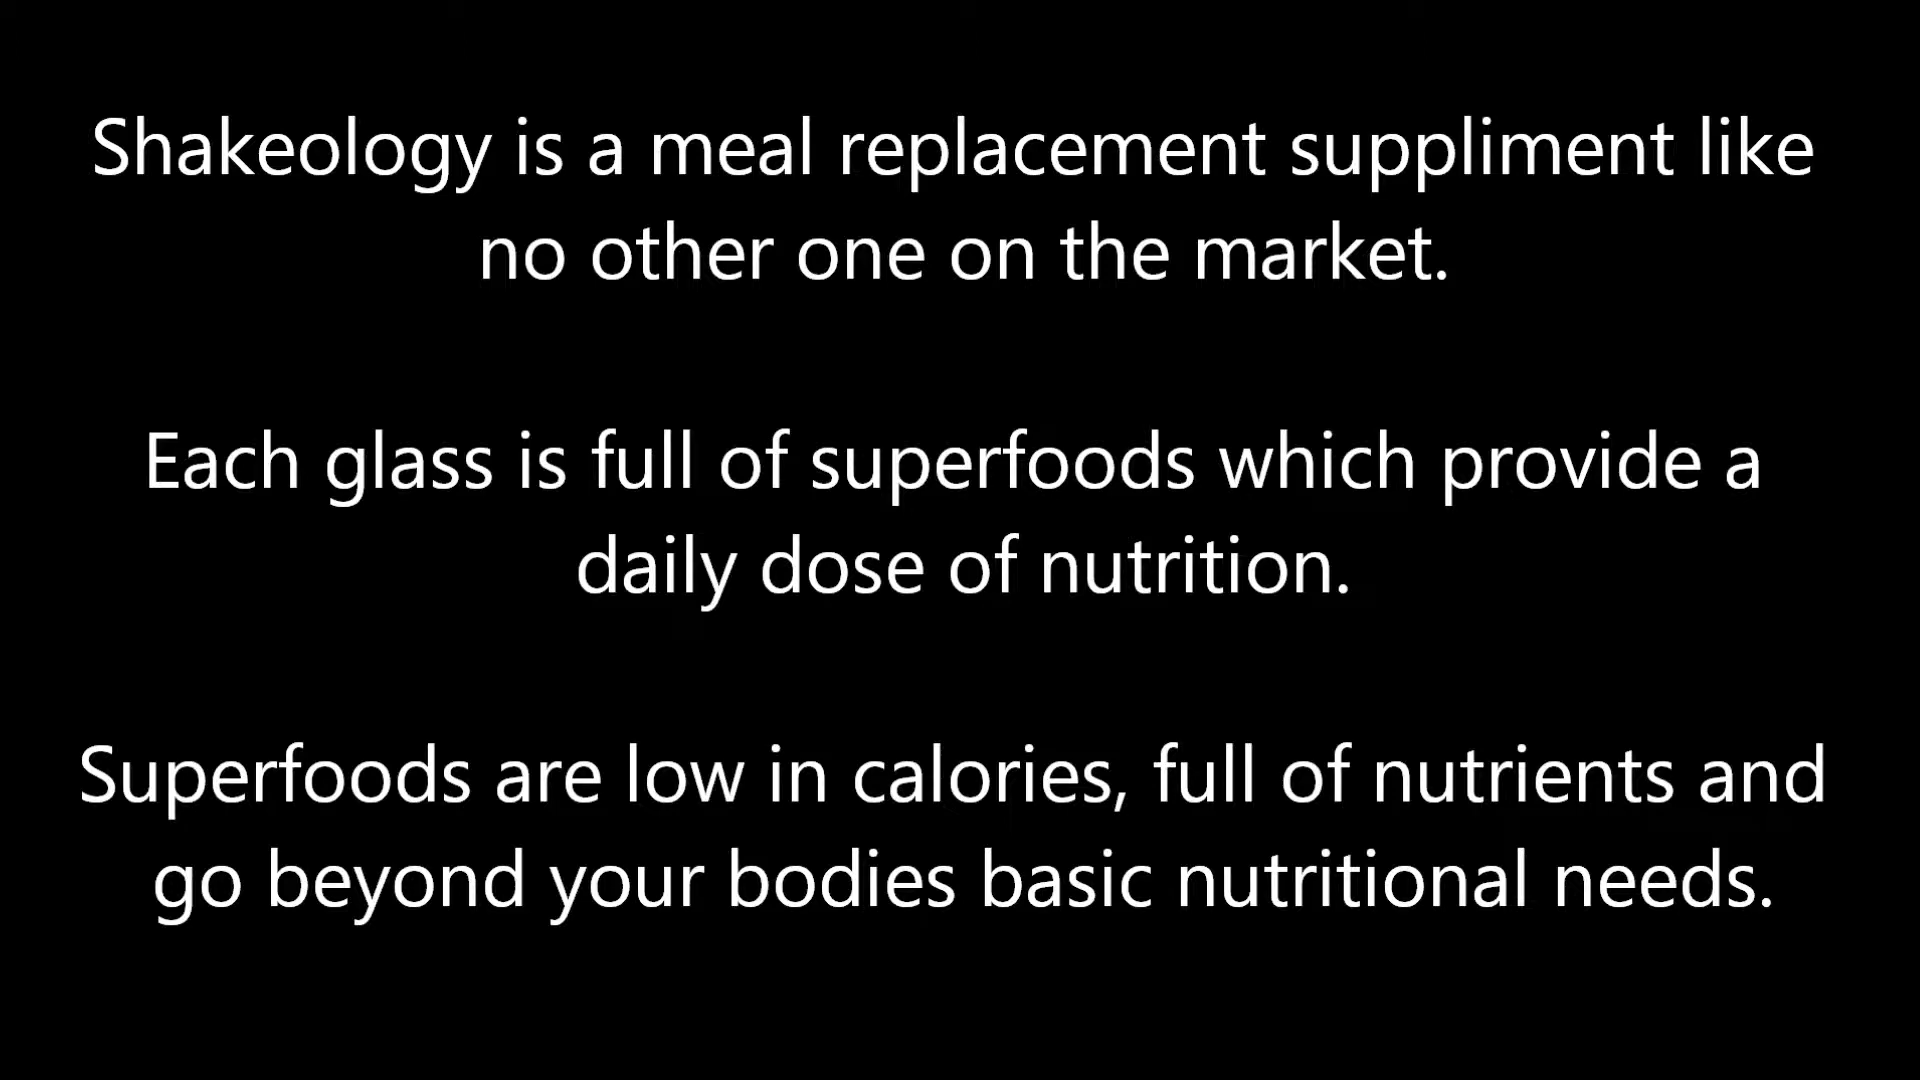 Shakeology is a meal replacement suppliment like
no other one on the market.
Each glass is full of superfoods which provide a
daily dose of nutrition.
Superfoods are low in calories, full of nutrients and
go beyond your bodies basic nutritional needs.